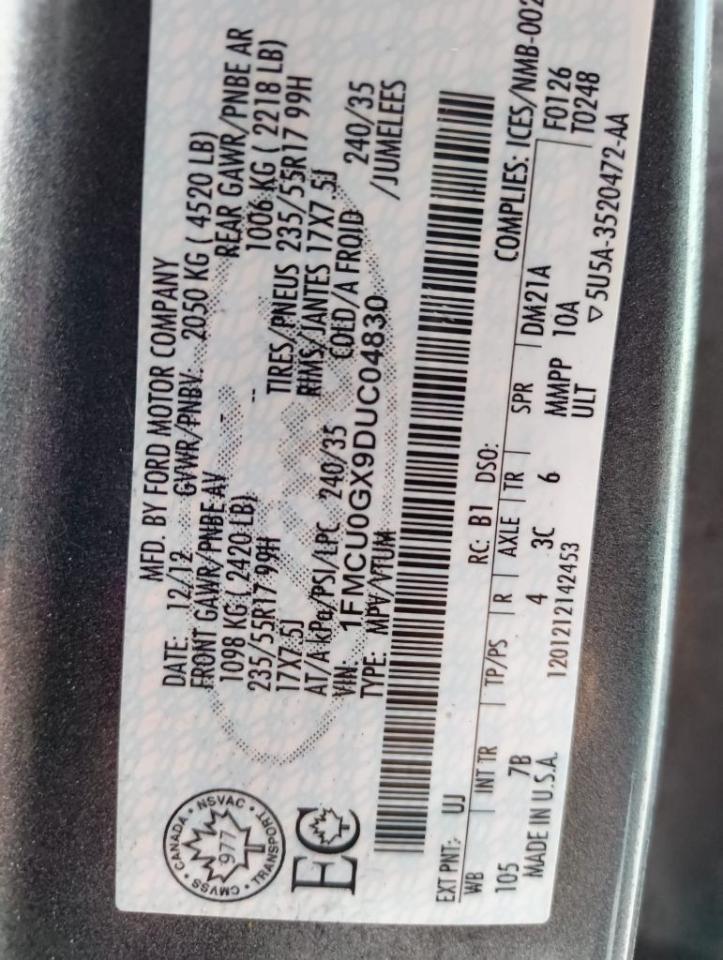 MFD. BY FORD MOTOR COMPANY
DATE: 12/12 GVWR/PNBV: 2050 KG ( 4520 LB)
FRONT GAWR/PNBE AV REAR GAWR/PNBE AR
1098 KG ( 2420 LB) -- 1006 KG ( 2218 LB)
235/55R17 99H TIRES/PNEUS 235/55R17 99H
17X7.5J RIMS/JANTES 17X7.5J
AT/A kPa/PSI/LPC 240/35 COLD/A FROID 240/35
VIN: 1FMCU0GX9DUC04830 /JUMELEES
TYPE: MPV/VTUM
CANADA • NSVAC • TRANSPORT • CMVSS •
977
EC
COMPLIES: ICES/NMB-002
EXT PNT: UJ RC: B1 DSO: F0126
WB INT TR TP/PS R AXLE TR SPR DM21A T0248
105 7B 4 3C 6 MMPP 10A
MADE IN U.S.A. 1201212142453 ULT ▽ 5U5A-3520472-AA